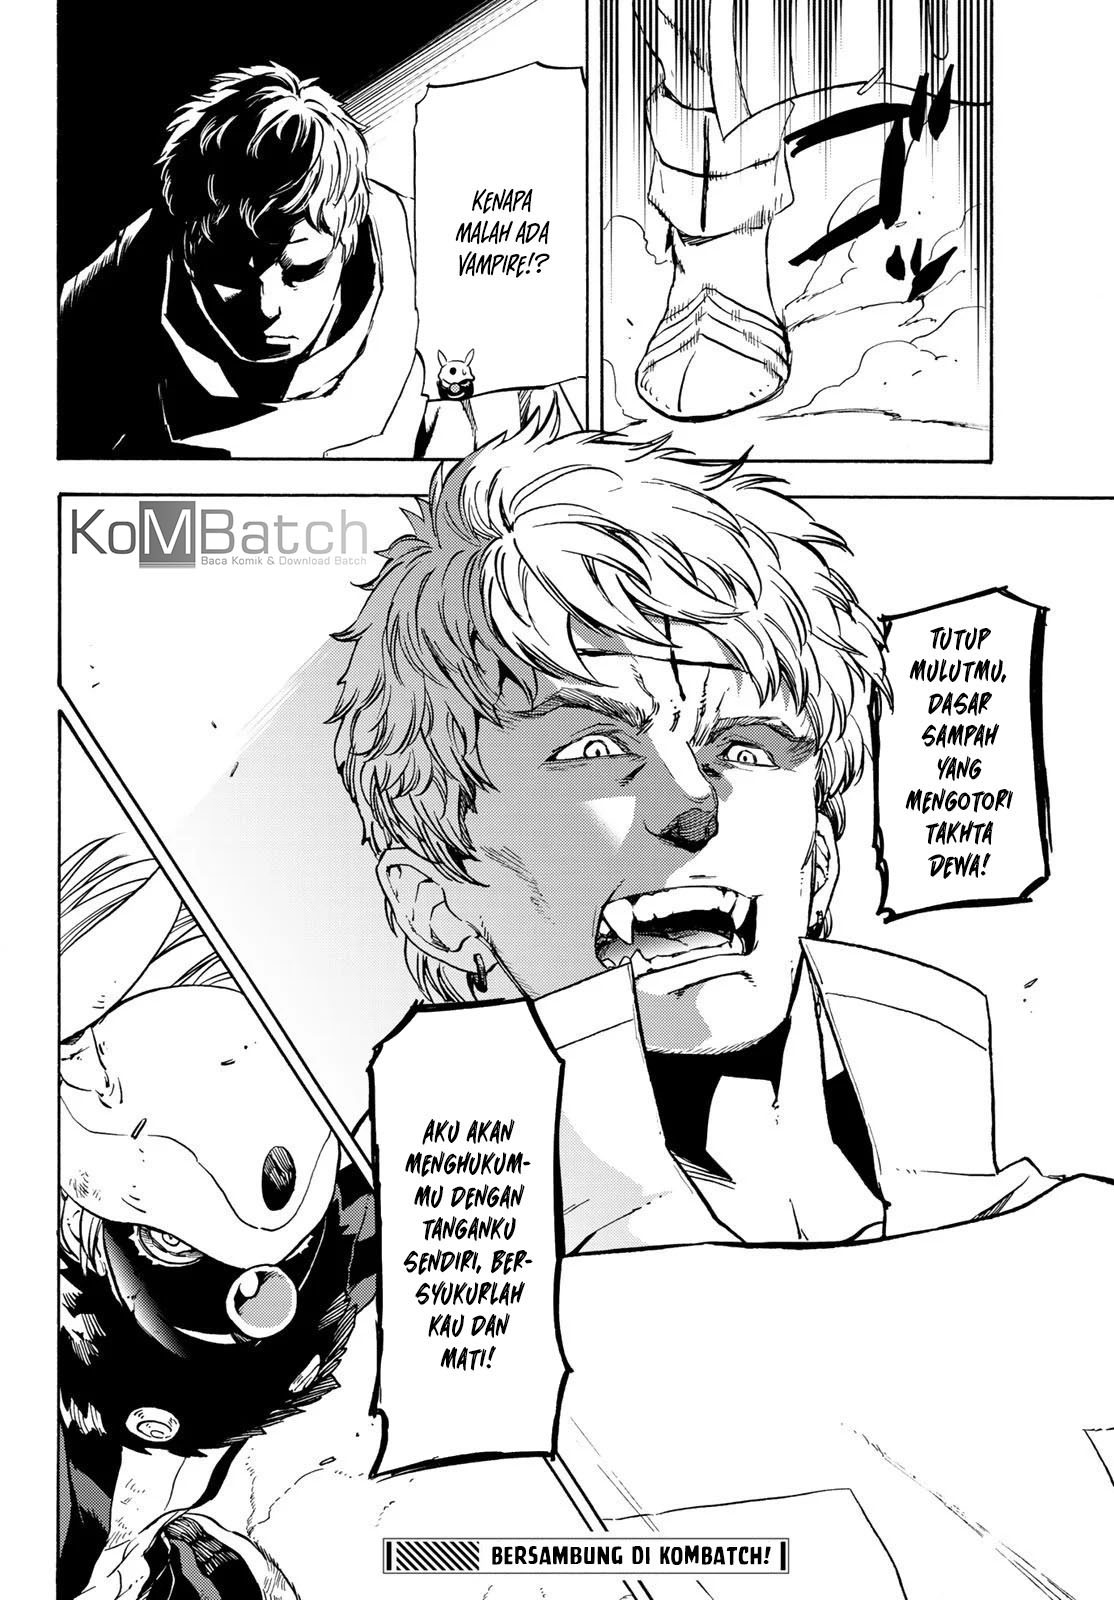 KENAPA
MALAH ADA
VAMPIRE!?
KoMBatch
Baca Komik & Download Batch
TUTUP
MULUTMU,
DASAR
SAMPAH
YANG
MENGOTORI
TAKHTA
DEWA!
AKU AKAN
MENGHUKUM-
MU DENGAN
TANGANKU
SENDIRI, BER-
SYUKURLAH
KAU DAN
MATI!
BERSAMBUNG DI KOMBATCH!